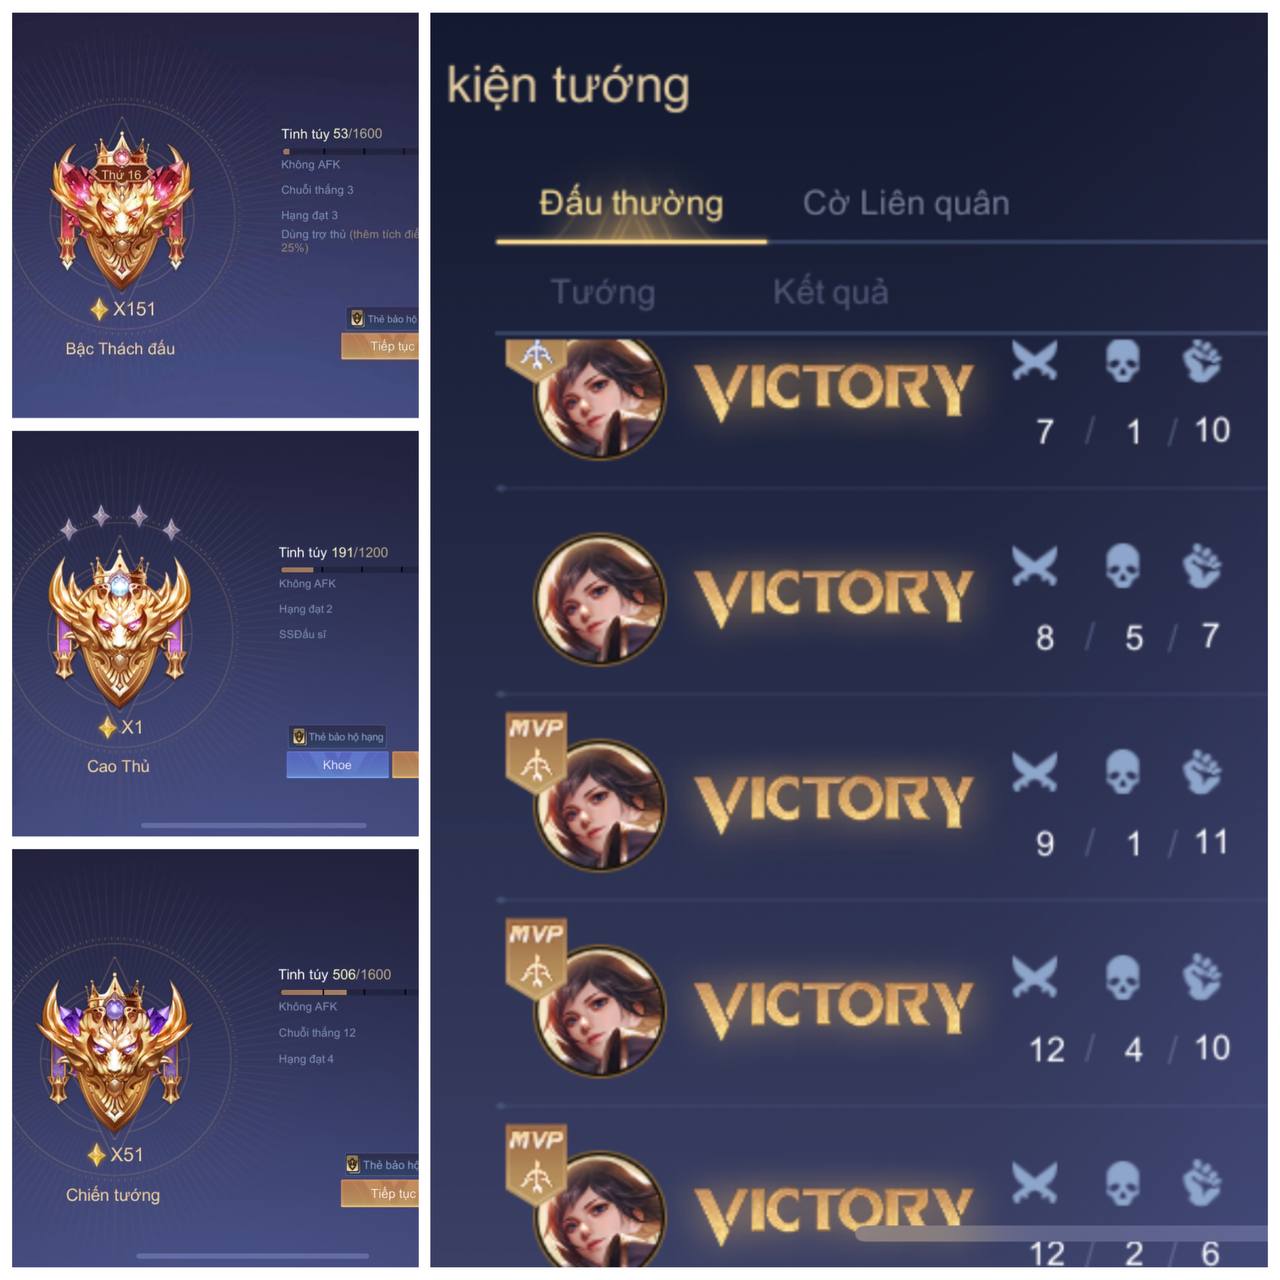 Thứ 16
X151
Bậc Thách đấu
Tinh túy 53/1600
Không AFK
Chuỗi thắng 3
Hạng đạt 3
Dùng trợ thủ (thêm tích điể
25%)
Thẻ bảo hộ
Tiếp tục
X1
Cao Thủ
Tinh túy 191/1200
Không AFK
Hạng đạt 2
SSĐấu sĩ
Thẻ bảo hộ hạng
Khoe
X51
Chiến tướng
Tinh túy 506/1600
Không AFK
Chuỗi thắng 12
Hạng đạt 4
Thẻ bảo hộ
Tiếp tục
kiện tướng
Đấu thường Cờ Liên quân
Tướng Kết quả
VICTORY 7 / 1 / 10
VICTORY 8 / 5 / 7
MVP VICTORY 9 / 1 / 11
MVP VICTORY 12 / 4 / 10
MVP VICTORY 12 / 2 / 6